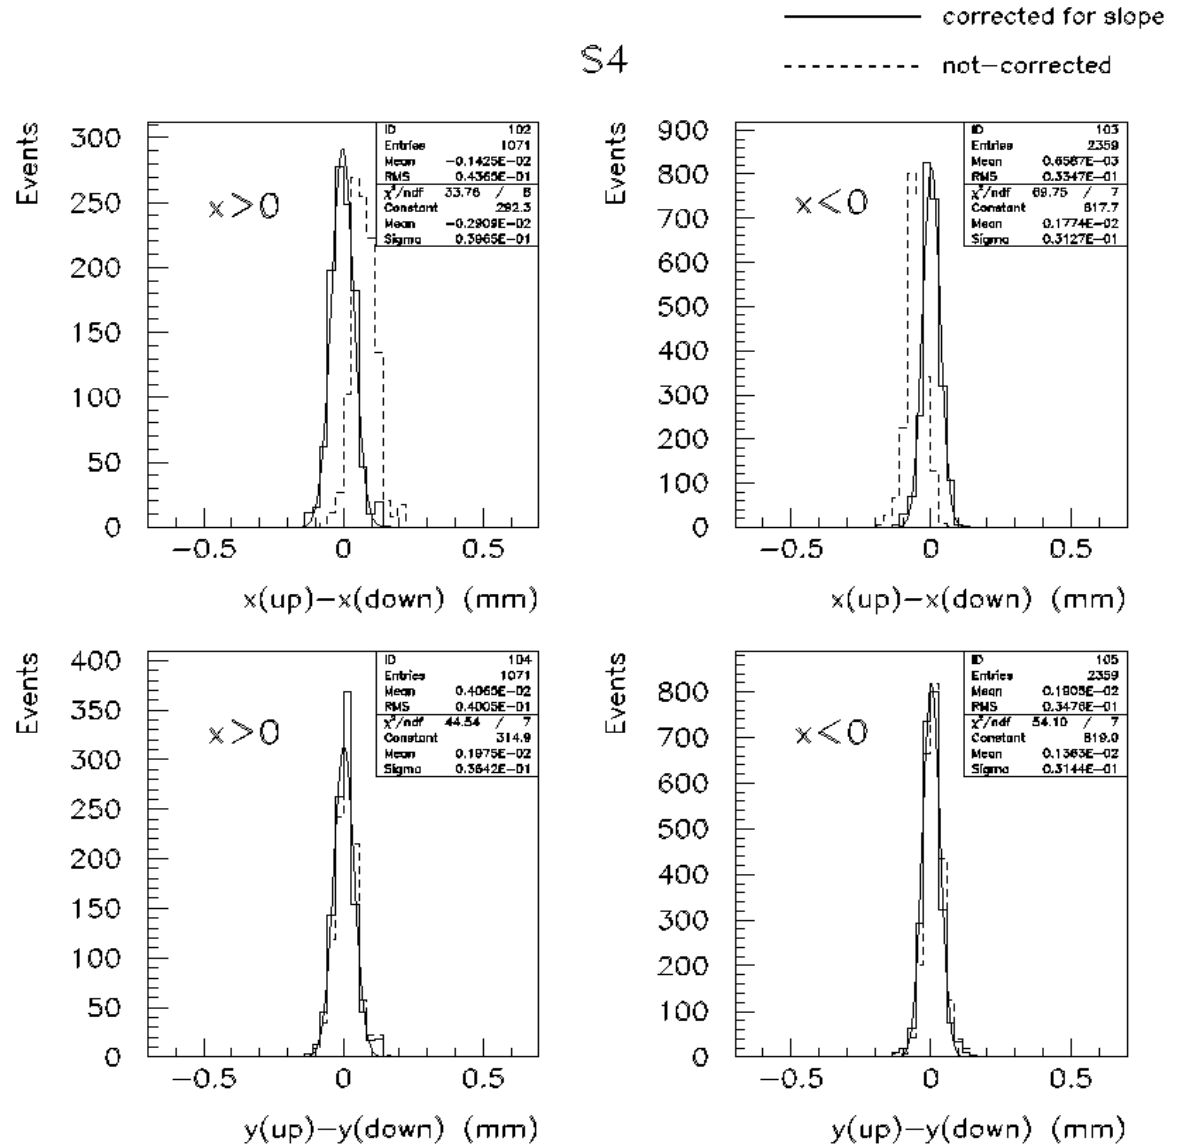 corrected for slope
S4
not-corrected
Events
300
250
200
150
100
50
0
x>0
ID 102
Entries 1071
Mean -0.1425E-02
RMS 0.4365E-01
χ²/ndf 33.76 / 8
Constant 292.3
Mean -0.2909E-02
Sigma 0.3965E-01
-0.5 0 0.5
x(up)-x(down) (mm)
Events
900
800
700
600
500
400
300
200
100
0
x<0
ID 103
Entries 2359
Mean 0.6587E-03
RMS 0.3347E-01
χ²/ndf 69.75 / 7
Constant 817.7
Mean 0.1774E-02
Sigma 0.3127E-01
-0.5 0 0.5
x(up)-x(down) (mm)
Events
400
350
300
250
200
150
100
50
0
x>0
ID 104
Entries 1071
Mean 0.4065E-02
RMS 0.4005E-01
χ²/ndf 44.54 / 7
Constant 314.9
Mean 0.1975E-02
Sigma 0.3642E-01
-0.5 0 0.5
y(up)-y(down) (mm)
Events
800
700
600
500
400
300
200
100
0
x<0
ID 105
Entries 2359
Mean 0.1905E-02
RMS 0.3476E-01
χ²/ndf 54.10 / 7
Constant 819.0
Mean 0.1363E-02
Sigma 0.3144E-01
-0.5 0 0.5
y(up)-y(down) (mm)